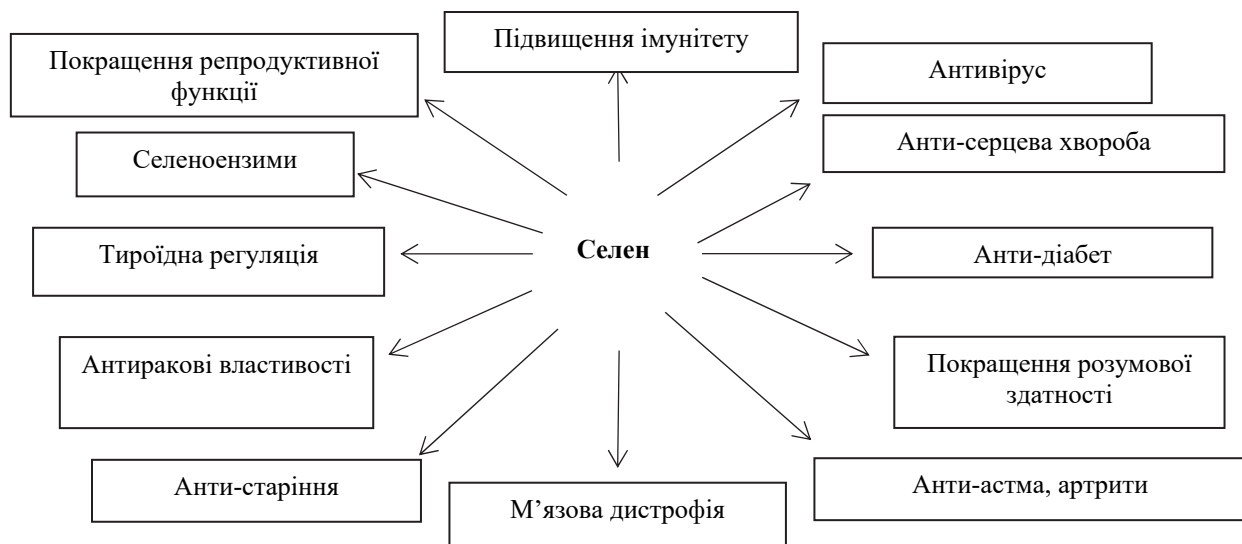 Підвищення імунітету
Покращення репродуктивної
функції
Антивірус
Селеноензими
Анти-серцева хвороба
Тироїдна регуляція
Селен
Анти-діабет
Антиракові властивості
Покращення розумової
здатності
Анти-старіння
М’язова дистрофія
Анти-астма, артрити